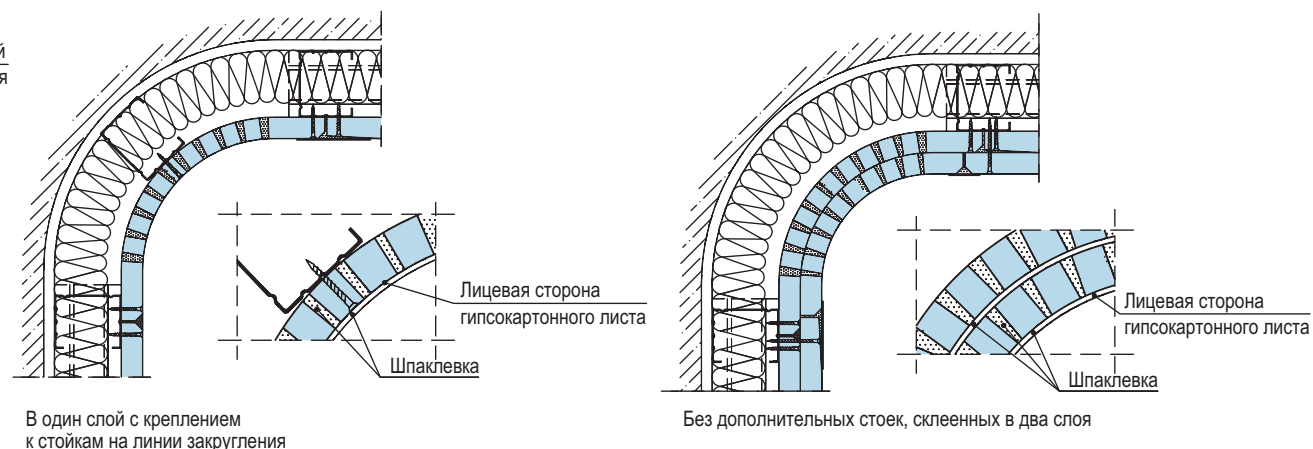 й
я
Лицевая сторона
гипсокартонного листа
Шпаклевка
В один слой с креплением
к стойкам на линии закругления
Лицевая сторона
гипсокартонного листа
Шпаклевка
Без дополнительных стоек, склеенных в два слоя